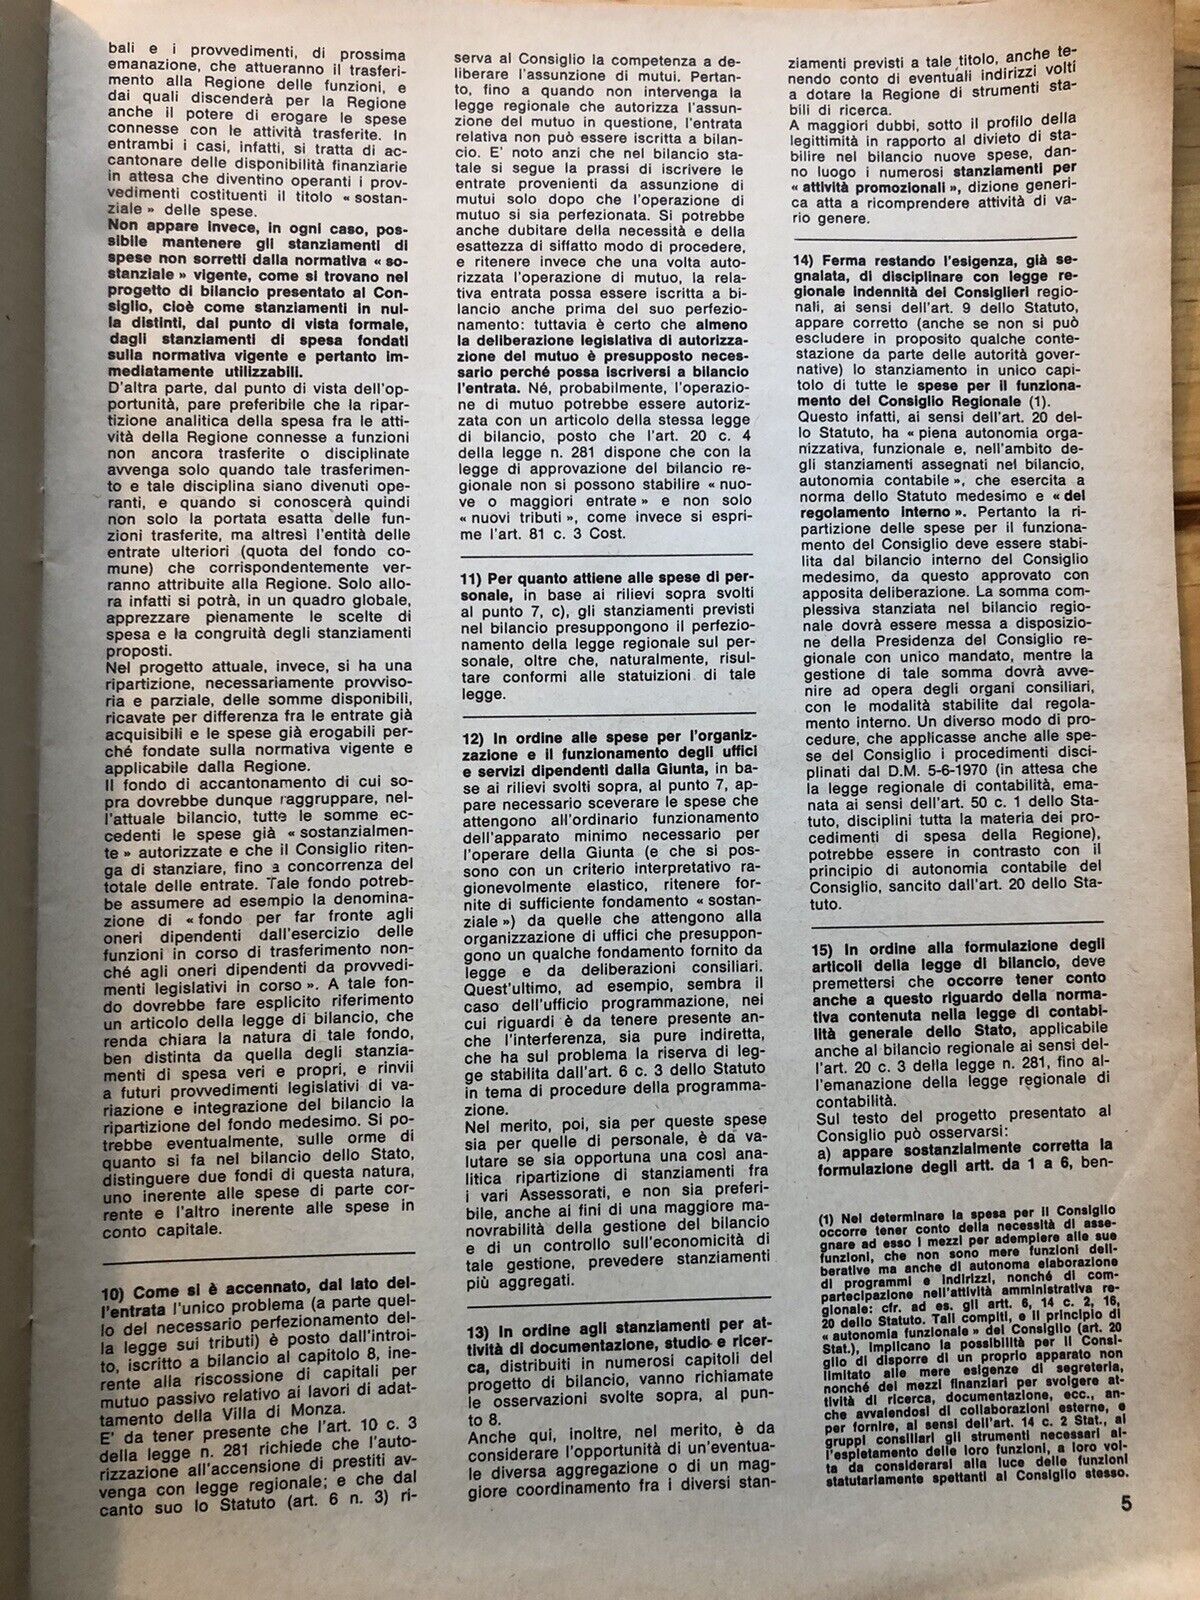 bali e i provvedimenti, di prossima
emanazione, che attueranno il trasferi-
mento alla Regione delle funzioni, e
dai quali discenderà per la Regione
anche il potere di erogare le spese
connesse con le attività trasferite. In
entrambi i casi, infatti, si tratta di ac-
cantonare delle disponibilità finanziarie
in attesa che diventino operanti i prov-
vedimenti costituenti il titolo « sostan-
ziale » delle spese.
Non appare invece, in ogni caso, pos-
sibile mantenere gli stanziamenti di
spese non sorretti dalla normativa « so-
stanziale » vigente, come si trovano nel
progetto di bilancio presentato al Con-
siglio, cioè come stanziamenti in nul-
la distinti, dal punto di vista formale,
dagli stanziamenti di spesa fondati
sulla normativa vigente e pertanto im-
mediatamente utilizzabili.
D'altra parte, dal punto di vista dell'op-
portunità, pare preferibile che la ripar-
tizione analitica della spesa fra le atti-
vità della Regione connesse a funzioni
non ancora trasferite o disciplinate
avvenga solo quando tale trasferimen-
to e tale disciplina siano divenuti ope-
ranti, e quando si conoscerà quindi
non solo la portata esatta delle fun-
zioni trasferite, ma altresì l'entità delle
entrate ulteriori (quota del fondo co-
mune) che corrispondentemente ver-
ranno attribuite alla Regione. Solo allo-
ra infatti si potrà, in un quadro globale,
apprezzare pienamente le scelte di
spesa e la congruità degli stanziamenti
proposti.
Nel progetto attuale, invece, si ha una
ripartizione, necessariamente provviso-
ria e parziale, delle somme disponibili,
ricavate per differenza fra le entrate già
acquisibili e le spese già erogabili per-
ché fondate sulla normativa vigente e
applicabile dalla Regione.
Il fondo di accantonamento di cui so-
pra dovrebbe dunque raggruppare, nel-
l'attuale bilancio, tutte le somme ec-
cedenti le spese già « sostanzialmen-
te » autorizzate e che il Consiglio riten-
ga di stanziare, fino a concorrenza del
totale delle entrate. Tale fondo potreb-
be assumere ad esempio la denomina-
zione di « fondo per far fronte agli
oneri dipendenti dall'esercizio delle
funzioni in corso di trasferimento non-
ché agli oneri dipendenti da provvedi-
menti legislativi in corso ». A tale fon-
do dovrebbe fare esplicito riferimento
un articolo della legge di bilancio, che
renda chiara la natura di tale fondo,
ben distinta da quella degli stanzia-
menti di spesa veri e propri, e rinvii
a futuri provvedimenti legislativi di va-
riazione e integrazione del bilancio la
ripartizione del fondo medesimo. Si po-
trebbe eventualmente, sulle orme di
quanto si fa nel bilancio dello Stato,
distinguere due fondi di questa natura,
uno inerente alle spese di parte cor-
rente e l'altro inerente alle spese in
conto capitale.
10) Come si è accennato, dal lato del-
l'entrata l'unico problema (a parte quel-
lo del necessario perfezionamento del-
la legge sui tributi) è posto dall'introi-
to, iscritto a bilancio al capitolo 8, ine-
rente alla riscossione di capitali per
mutuo passivo relativo ai lavori di adat-
tamento della Villa di Monza.
E' da tener presente che l'art. 10 c. 3
della legge n. 281 richiede che l'auto-
rizzazione all'accensione di prestiti av-
venga con legge regionale; e che dal
canto suo lo Statuto (art. 6 n. 3) ri-
serva al Consiglio la competenza a de-
liberare l'assunzione di mutui. Pertan-
to, fino a quando non intervenga la
legge regionale che autorizza l'assun-
zione del mutuo in questione, l'entrata
relativa non può essere iscritta a bilan-
cio. E' noto anzi che nel bilancio sta-
tale si segue la prassi di iscrivere le
entrate provenienti da assunzione di
mutui solo dopo che l'operazione di
mutuo si sia perfezionata. Si potrebbe
anche dubitare della necessità e della
esattezza di siffatto modo di procedere,
e ritenere invece che una volta auto-
rizzata l'operazione di mutuo, la rela-
tiva entrata possa essere iscritta a bi-
lancio anche prima del suo perfezio-
namento: tuttavia è certo che almeno
la deliberazione legislativa di autorizza-
zione del mutuo è presupposto neces-
sario perché possa iscriversi a bilancio
l'entrata. Né, probabilmente, l'operazio-
ne di mutuo potrebbe essere autoriz-
zata con un articolo della stessa legge
di bilancio, posto che l'art. 20 c. 4
della legge n. 281 dispone che con la
legge di approvazione del bilancio re-
gionale non si possono stabilire « nuo-
ve o maggiori entrate » e non solo
« nuovi tributi », come invece si espri-
me l'art. 81 c. 3 Cost.
11) Per quanto attiene alle spese di per-
sonale, in base ai rilievi sopra svolti
al punto 7, c), gli stanziamenti previsti
nel bilancio presuppongono il perfezio-
namento della legge regionale sul per-
sonale, oltre che, naturalmente, risul-
tare conformi alle statuizioni di tale
legge.
12) In ordine alle spese per l'organiz-
zazione e il funzionamento degli uffici
e servizi dipendenti dalla Giunta, in ba-
se ai rilievi svolti sopra, al punto 7, ap-
pare necessario sceverare le spese che
attengono all'ordinario funzionamento
dell'apparato minimo necessario per
l'operare della Giunta (e che si pos-
sono con un criterio interpretativo ra-
gionevolmente elastico, ritenere for-
nite di sufficiente fondamento « sostan-
ziale ») da quelle che attengono alla
organizzazione di uffici che presuppon-
gono un qualche fondamento fornito da
legge e da deliberazioni consiliari.
Quest'ultimo, ad esempio, sembra il
caso dell'ufficio programmazione, nei
cui riguardi è da tenere presente an-
che l'interferenza, sia pure indiretta,
che ha sul problema la riserva di leg-
ge stabilita dall'art. 6 c. 3 dello Statuto
in tema di procedure della programma-
zione.
Nel merito, poi, sia per queste spese
sia per quelle di personale, è da va-
lutare se sia opportuna una così ana-
litica ripartizione di stanziamenti fra
i vari Assessorati, e non sia preferi-
bile, anche ai fini di una maggiore ma-
novrabilità della gestione del bilancio
e di un controllo sull'economicità di
tale gestione, prevedere stanziamenti
più aggregati.
13) In ordine agli stanziamenti per at-
tività di documentazione, studio e ricer-
ca, distribuiti in numerosi capitoli del
progetto di bilancio, vanno richiamate
le osservazioni svolte sopra, al pun-
to 8.
Anche qui, inoltre, nel merito, è da
considerare l'opportunità di un'eventua-
le diversa aggregazione o di un mag-
giore coordinamento fra i diversi stan-
ziamenti previsti a tale titolo, anche te-
nendo conto di eventuali indirizzi volti
a dotare la Regione di strumenti sta-
bili di ricerca.
A maggiori dubbi, sotto il profilo della
legittimità in rapporto al divieto di sta-
bilire nel bilancio nuove spese, dan-
no luogo i numerosi stanziamenti per
« attività promozionali », dizione generi-
ca atta a ricomprendere attività di va-
rio genere.
14) Ferma restando l'esigenza, già se-
gnalata, di disciplinare con legge re-
gionale indennità dei Consiglieri regio-
nali, ai sensi dell'art. 9 dello Statuto,
appare corretto (anche se non si può
escludere in proposito qualche conte-
stazione da parte delle autorità gover-
native) lo stanziamento in unico capi-
tolo di tutte le spese per il funziona-
mento del Consiglio Regionale (1).
Questo infatti, ai sensi dell'art. 20 del-
lo Statuto, ha « piena autonomia orga-
nizzativa, funzionale e, nell'ambito de-
gli stanziamenti assegnati nel bilancio,
autonomia contabile », che esercita a
norma dello Statuto medesimo e « del
regolamento interno ». Pertanto la ri-
partizione delle spese per il funziona-
mento del Consiglio deve essere stabi-
lita dal bilancio interno del Consiglio
medesimo, da questo approvato con
apposita deliberazione. La somma com-
plessiva stanziata nel bilancio regio-
nale dovrà essere messa a disposizio-
ne della Presidenza del Consiglio re-
gionale con unico mandato, mentre la
gestione di tale somma dovrà avve-
nire ad opera degli organi consiliari,
con le modalità stabilite dal regola-
mento interno. Un diverso modo di pro-
cedure, che applicasse anche alle spe-
se del Consiglio i procedimenti disci-
plinati dal D.M. 5-6-1970 (in attesa che
la legge regionale di contabilità, ema-
nata ai sensi dell'art. 50 c. 1 dello Sta-
tuto, disciplini tutta la materia dei pro-
cedimenti di spesa della Regione),
potrebbe essere in contrasto con il
principio di autonomia contabile del
Consiglio, sancito dall'art. 20 dello Sta-
tuto.
15) In ordine alla formulazione degli
articoli della legge di bilancio, deve
premettersi che occorre tener conto
anche a questo riguardo della norma-
tiva contenuta nella legge di contabi-
lità generale dello Stato, applicabile
anche al bilancio regionale ai sensi del-
l'art. 20 c. 3 della legge n. 281, fino al-
l'emanazione della legge regionale di
contabilità.
Sul testo del progetto presentato al
Consiglio può osservarsi:
a) appare sostanzialmente corretta la
formulazione degli artt. da 1 a 6, ben-
(1) Nel determinare la spesa per il Consiglio
occorre tener conto della necessità di asse-
gnare ad esso i mezzi per adempiere alle sue
funzioni, che non sono mere funzioni deli-
berative ma anche di autonoma elaborazione
di programmi e indirizzi, nonché di com-
partecipazione nell'attività amministrativa re-
gionale: cfr. ad es. gli artt. 6, 14 c. 2, 16,
20 dello Statuto. Tali compiti, e il principio di
« autonomia funzionale » del Consiglio (art. 20
Stat.), implicano la possibilità per il Consi-
glio di disporre di un proprio apparato non
limitato alle mere esigenze di segreteria,
nonché dei mezzi finanziari per svolgere at-
tività di ricerca, documentazione, ecc., an-
che avvalendosi di collaborazioni esterne, e
per fornire, ai sensi dell'art. 14 c. 2 Stat., ai
gruppi consiliari gli strumenti necessari al-
l'espletamento delle loro funzioni, a loro vol-
ta da considerarsi alla luce delle funzioni
statutariamente spettanti al Consiglio stesso.
5